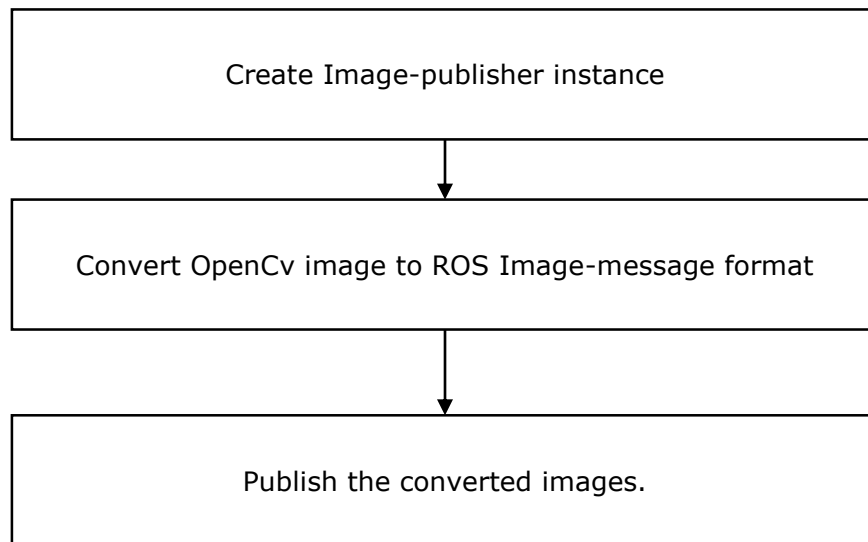 Create Image-publisher instance
Convert OpenCv image to ROS Image-message format
Publish the converted images.